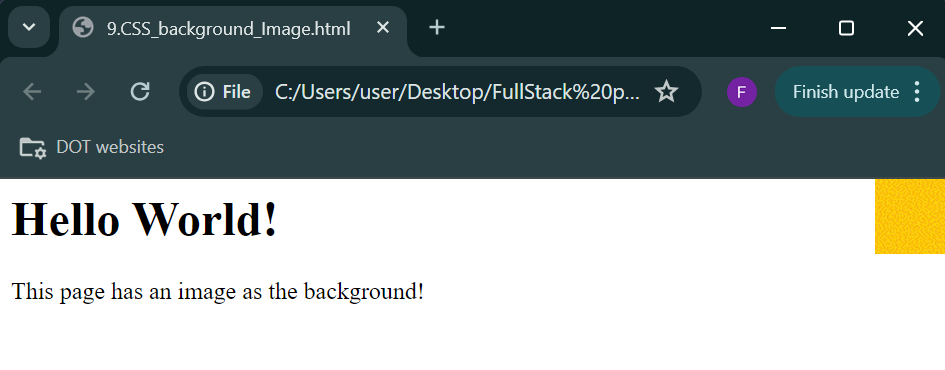 9.CSS_background_Image.html
File C:/Users/user/Desktop/FullStack%20p... F Finish update
DOT websites
Hello World!
This page has an image as the background!